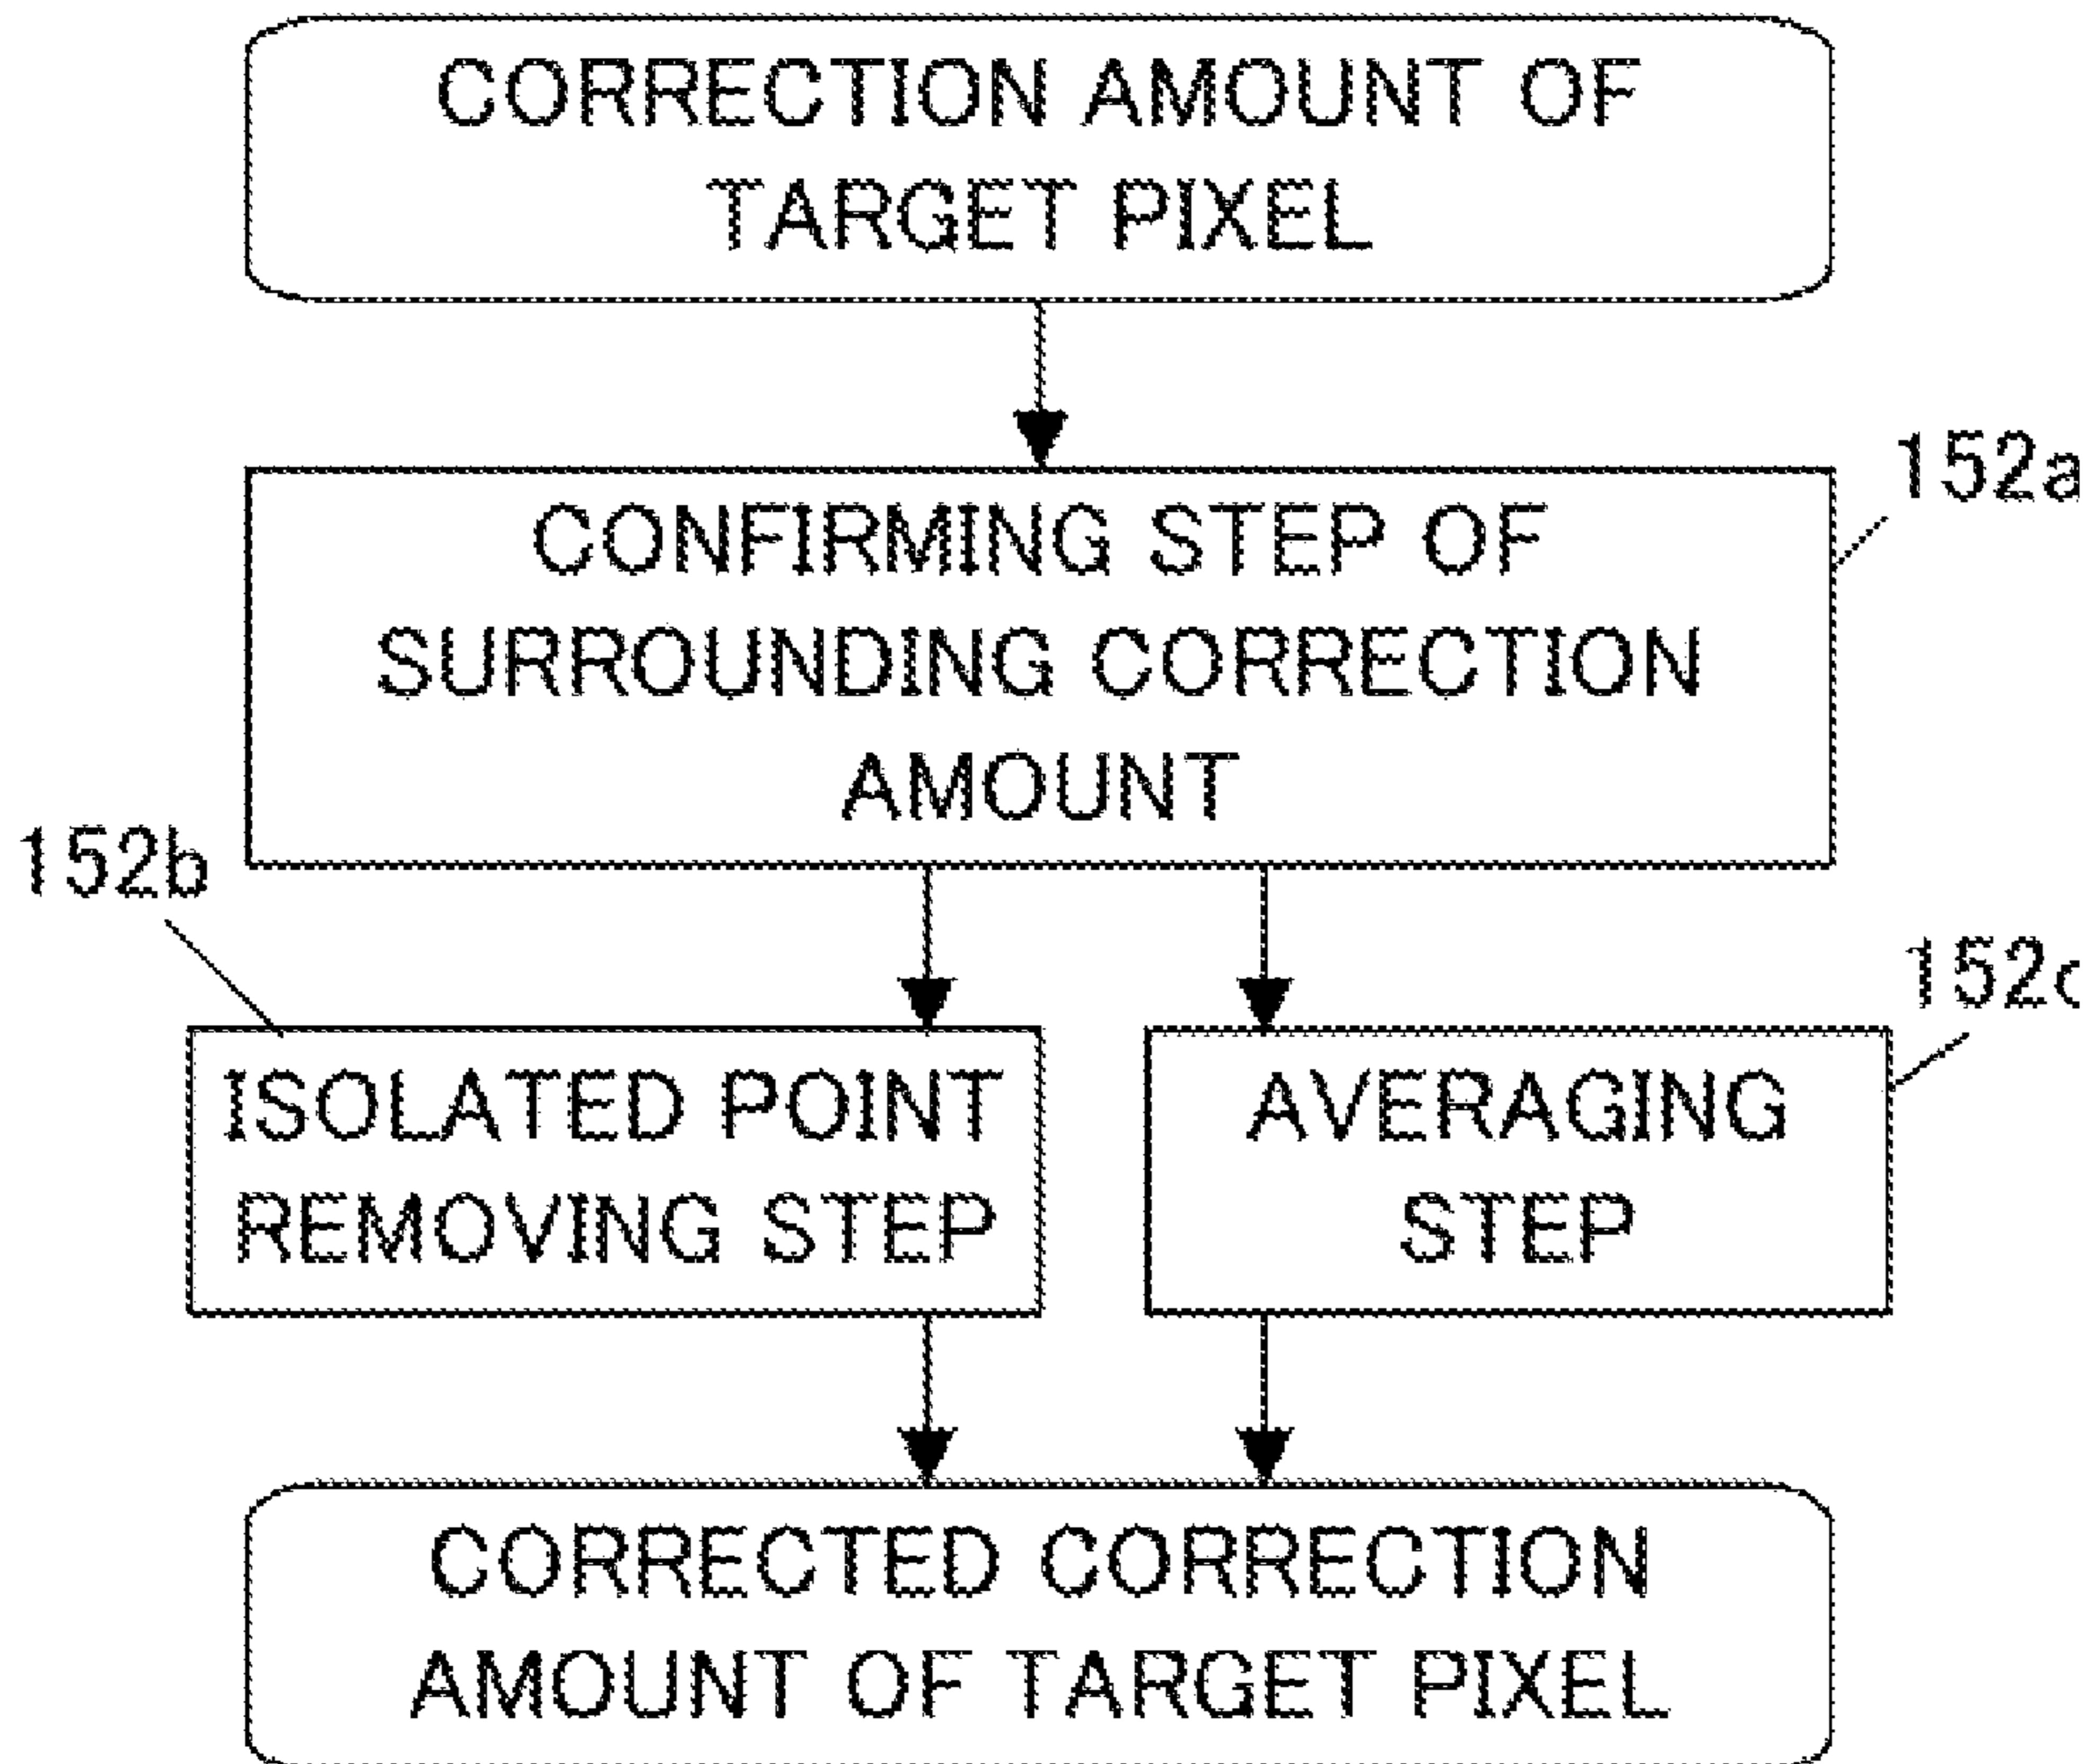 CORRECTION AMOUNT OF
TARGET PIXEL
152a
CONFIRMING STEP OF
SURROUNDING CORRECTION
AMOUNT
152b
152c
ISOLATED POINT
REMOVING STEP
AVERAGING
STEP
CORRECTED CORRECTION
AMOUNT OF TARGET PIXEL